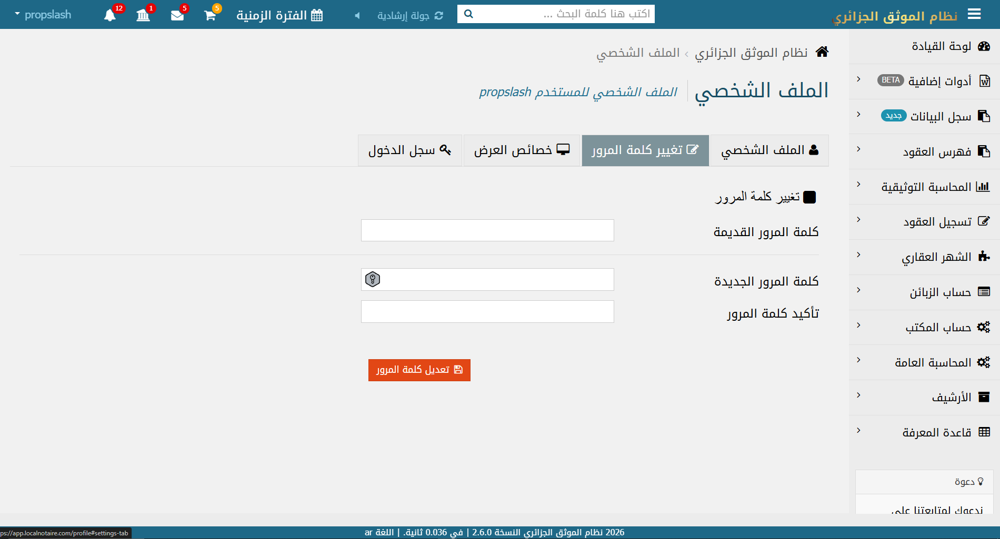 نظام الموثق الجزائري
اكتب هنا كلمة البحث ...
جولة إرشادية
الفترة الزمنية
5
5
1
12
propslash
لوحة القيادة
أدوات إضافية BETA
سجل البيانات جديد
فهرس العقود
المحاسبة التوثيقية
تسجيل العقود
الشهر العقاري
حساب الزبائن
حساب المكتب
المحاسبة العامة
الأرشيف
قاعدة المعرفة
دعوة
ندعوك لمتابعتنا على
نظام الموثق الجزائري › الملف الشخصي
الملف الشخصي
الملف الشخصي للمستخدم propslash
الملف الشخصي
تغيير كلمة المرور
خصائص العرض
سجل الدخول
تغيير كلمة المرور
كلمة المرور القديمة
كلمة المرور الجديدة
تأكيد كلمة المرور
تعديل كلمة المرور
2026 نظام الموثق الجزائري النسخة 2.6.0 | في 0.036 ثانية. | اللغة ar
ps://app.localnotaire.com/profile#settings-tab